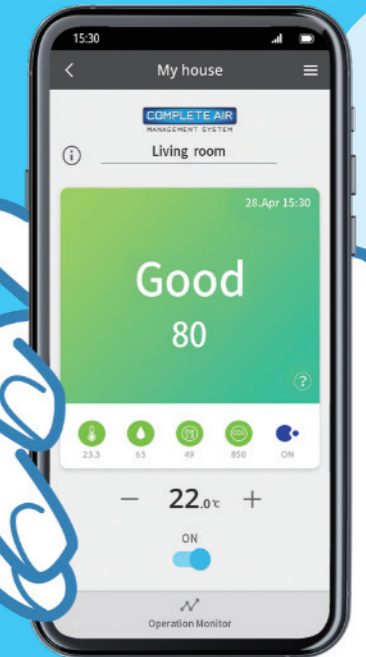 15:30
My house
COMPLETE AIR
MANAGEMENT SYSTEM
Living room
28.Apr 15:30
Good
80
?
CO2
23.3 63 49 850 ON
− 22.0℃ +
ON
Operation Monitor